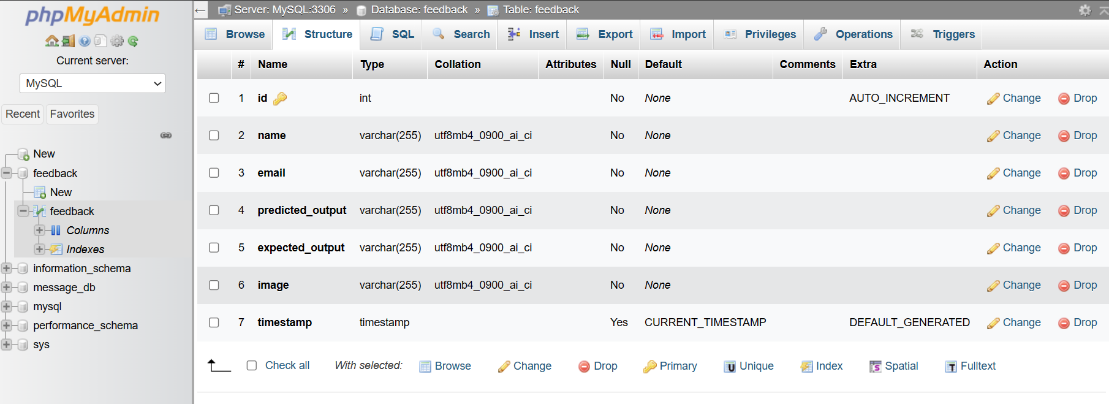 phpMyAdmin
Current server:
MySQL
Recent Favorites
New
feedback
New
feedback
Columns
Indexes
information_schema
message_db
mysql
performance_schema
sys
Server: MySQL:3306 » Database: feedback » Table: feedback
Browse Structure SQL Search Insert Export Import Privileges Operations Triggers
# Name Type Collation Attributes Null Default Comments Extra Action
1 id int No None AUTO_INCREMENT Change Drop
2 name varchar(255) utf8mb4_0900_ai_ci No None Change Drop
3 email varchar(255) utf8mb4_0900_ai_ci No None Change Drop
4 predicted_output varchar(255) utf8mb4_0900_ai_ci No None Change Drop
5 expected_output varchar(255) utf8mb4_0900_ai_ci No None Change Drop
6 image varchar(255) utf8mb4_0900_ai_ci No None Change Drop
7 timestamp timestamp Yes CURRENT_TIMESTAMP DEFAULT_GENERATED Change Drop
Check all With selected: Browse Change Drop Primary Unique Index Spatial Fulltext